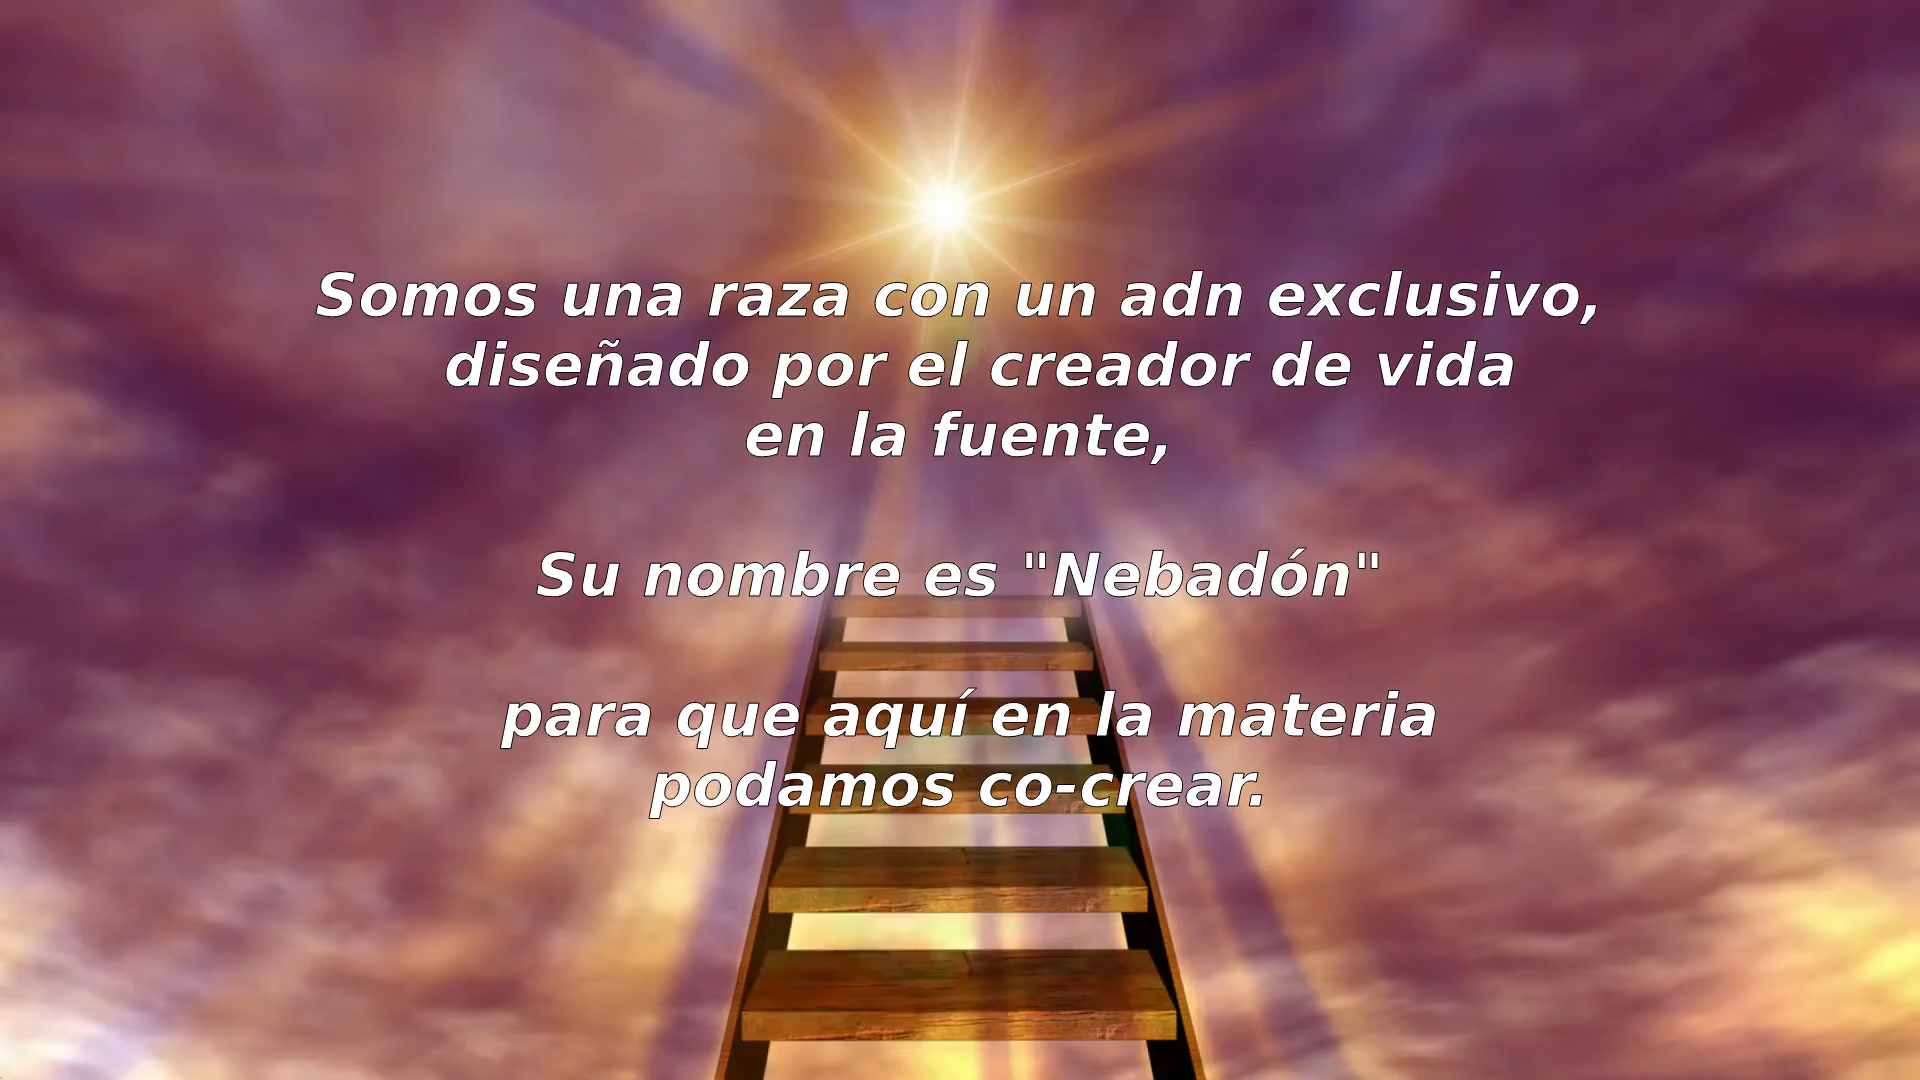 Somos una raza con un adn exclusivo,
diseñado por el creador de vida
en la fuente,
Su nombre es "Nebadón"
para que aquí en la materia
podamos co-crear.